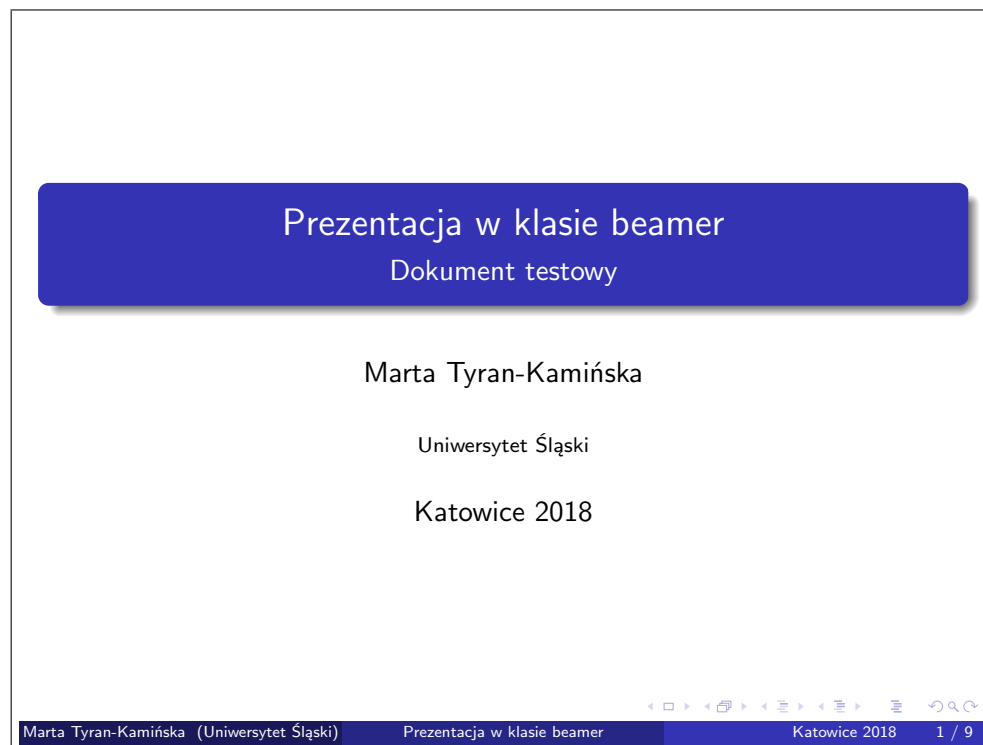 Prezentacja w klasie beamer
Dokument testowy
Marta Tyran-Kamińska
Uniwersytet Śląski
Katowice 2018
Marta Tyran-Kamińska (Uniwersytet Śląski) Prezentacja w klasie beamer Katowice 2018 1 / 9